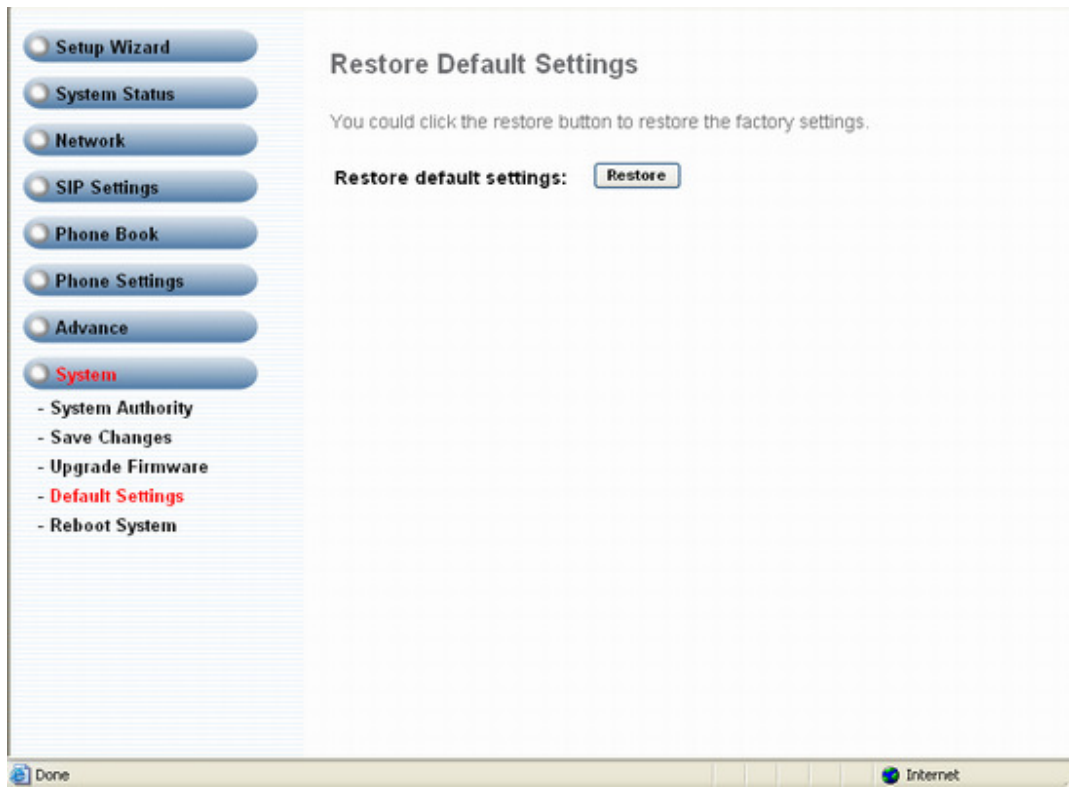 Setup Wizard
System Status
Network
SIP Settings
Phone Book
Phone Settings
Advance
System
- System Authority
- Save Changes
- Upgrade Firmware
- Default Settings
- Reboot System
Restore Default Settings
You could click the restore button to restore the factory settings.
Restore default settings: Restore
Done
Internet